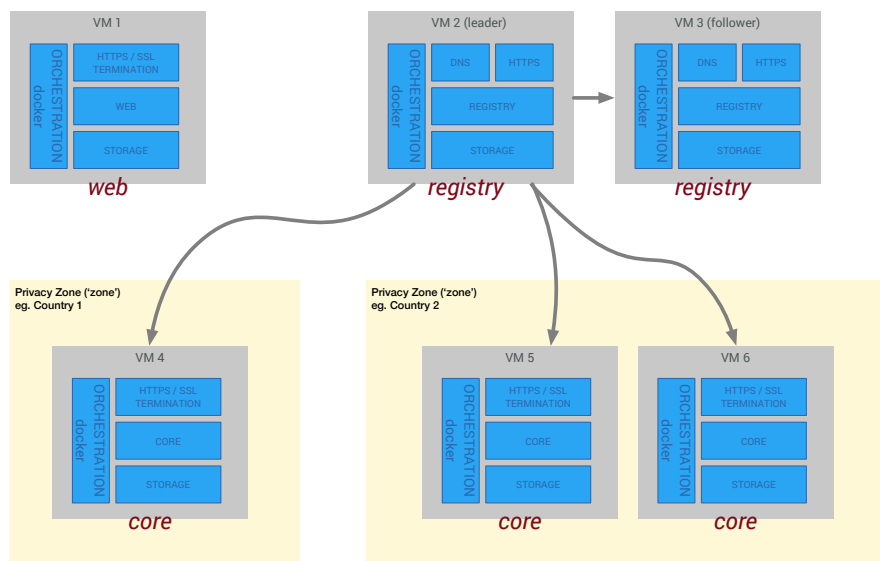 VM 1
ORCHESTRATION
docker
HTTPS / SSL
TERMINATION
WEB
STORAGE
web
VM 2 (leader)
ORCHESTRATION
docker
DNS
HTTPS
REGISTRY
STORAGE
registry
VM 3 (follower)
ORCHESTRATION
docker
DNS
HTTPS
REGISTRY
STORAGE
registry
Privacy Zone (‘zone’)
eg. Country 1
VM 4
ORCHESTRATION
docker
HTTPS / SSL
TERMINATION
CORE
STORAGE
core
Privacy Zone (‘zone’)
eg. Country 2
VM 5
ORCHESTRATION
docker
HTTPS / SSL
TERMINATION
CORE
STORAGE
core
VM 6
ORCHESTRATION
docker
HTTPS / SSL
TERMINATION
CORE
STORAGE
core